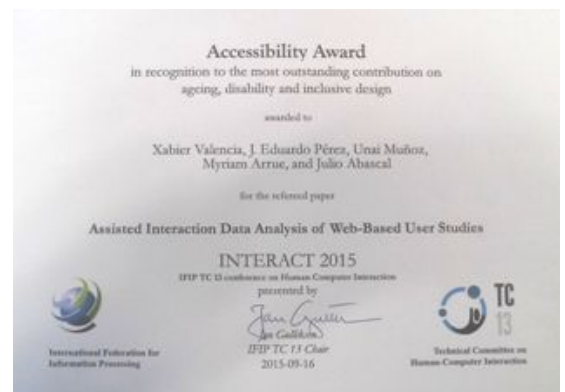 Accessibility Award
in recognition to the most outstanding contribution on
ageing, disability and inclusive design
awarded to
Xabier Valencia, J. Eduardo Pérez, Unai Muñoz,
Myriam Arrue, and Julio Abascal
for the refereed paper
Assisted Interaction Data Analysis of Web-Based User Studies
INTERACT 2015
IFIP TC 13 conference on Human Computer Interaction
presented by
Jan Gulliksen
IFIP TC 13 Chair
2015-09-16
International Federation for
Information Processing
TC
13
Technical Committee on
Human-Computer Interaction